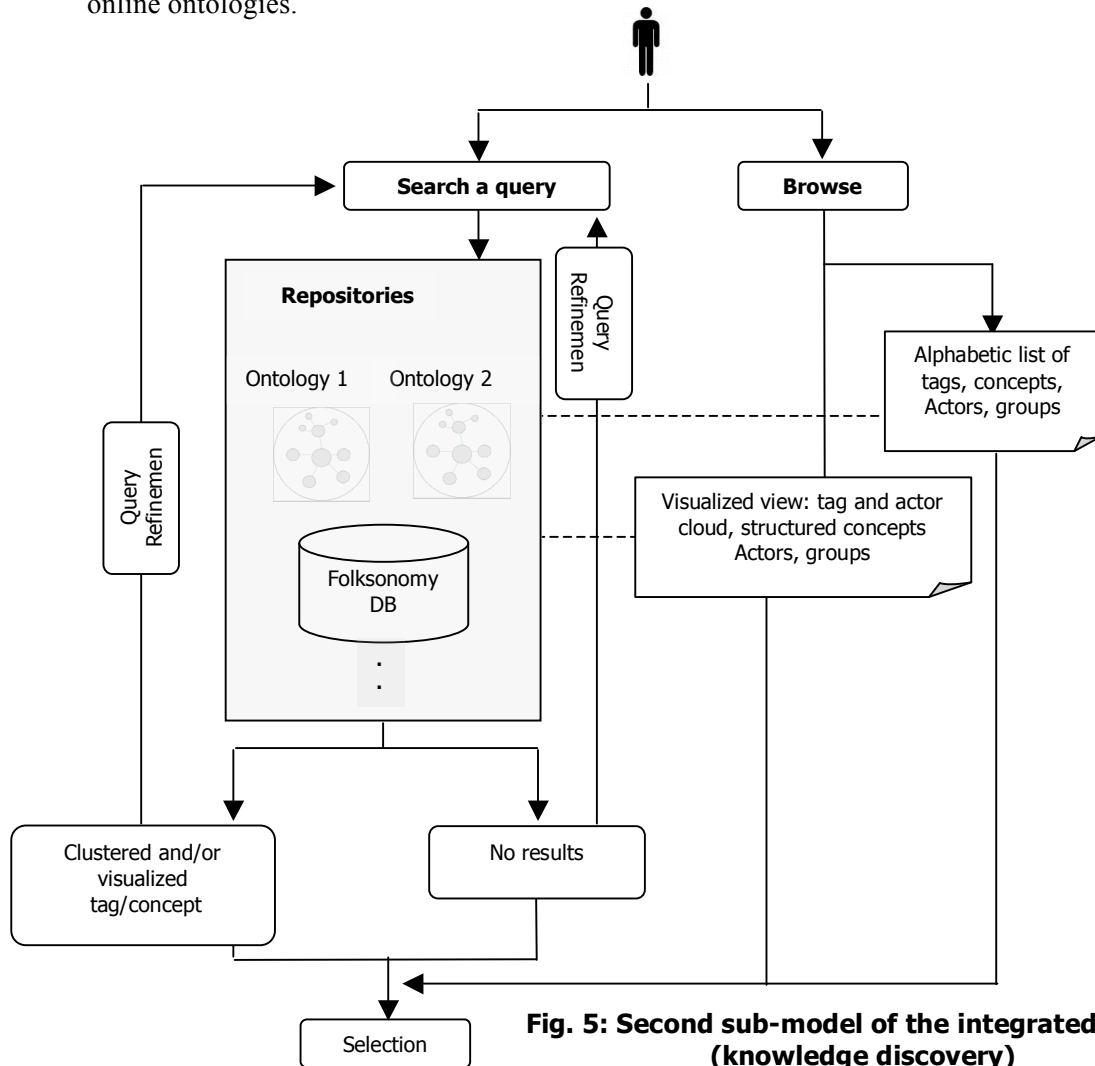 online ontologies.
Search a query
Browse
Repositories
Query
Refinemen
Ontology 1
Ontology 2
Alphabetic list of
tags, concepts,
Actors, groups
Query
Refinemen
Visualized view: tag and actor
cloud, structured concepts
Actors, groups
Folksonomy
DB
.
.
Clustered and/or
visualized
tag/concept
No results
Selection
Fig. 5: Second sub-model of the integrated
(knowledge discovery)